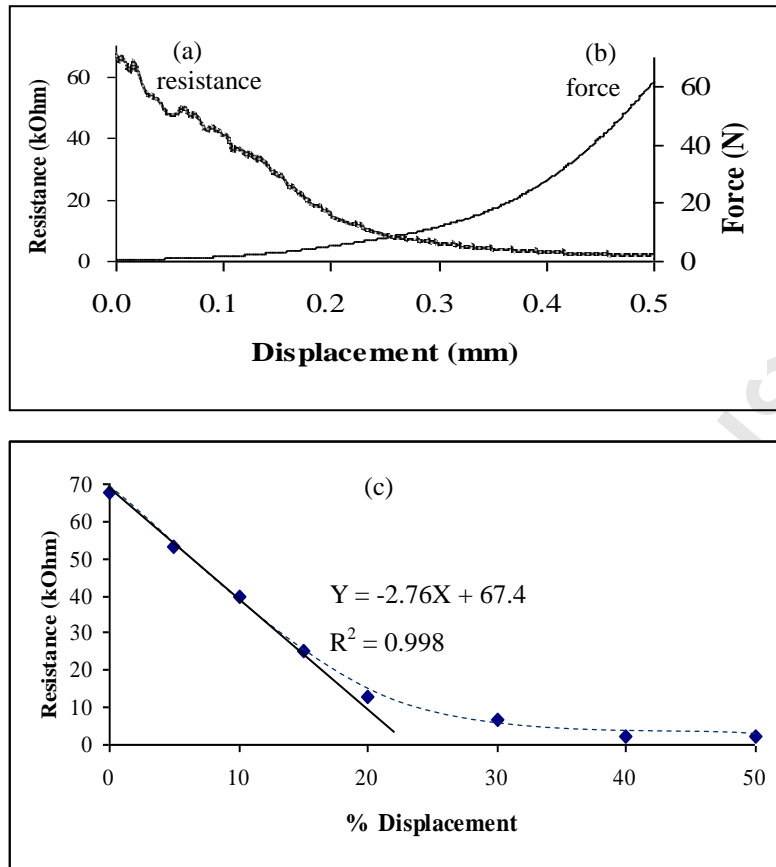 (a)
resistance
(b)
force
60
40
20
0
Resistance (kOhm)
60
40
20
0
Force (N)
0.0 0.1 0.2 0.3 0.4 0.5
Displacement (mm)
(c)
70
60
50
40
30
20
10
0
Resistance (kOhm)
Y = -2.76X + 67.4
R² = 0.998
0 10 20 30 40 50
% Displacement